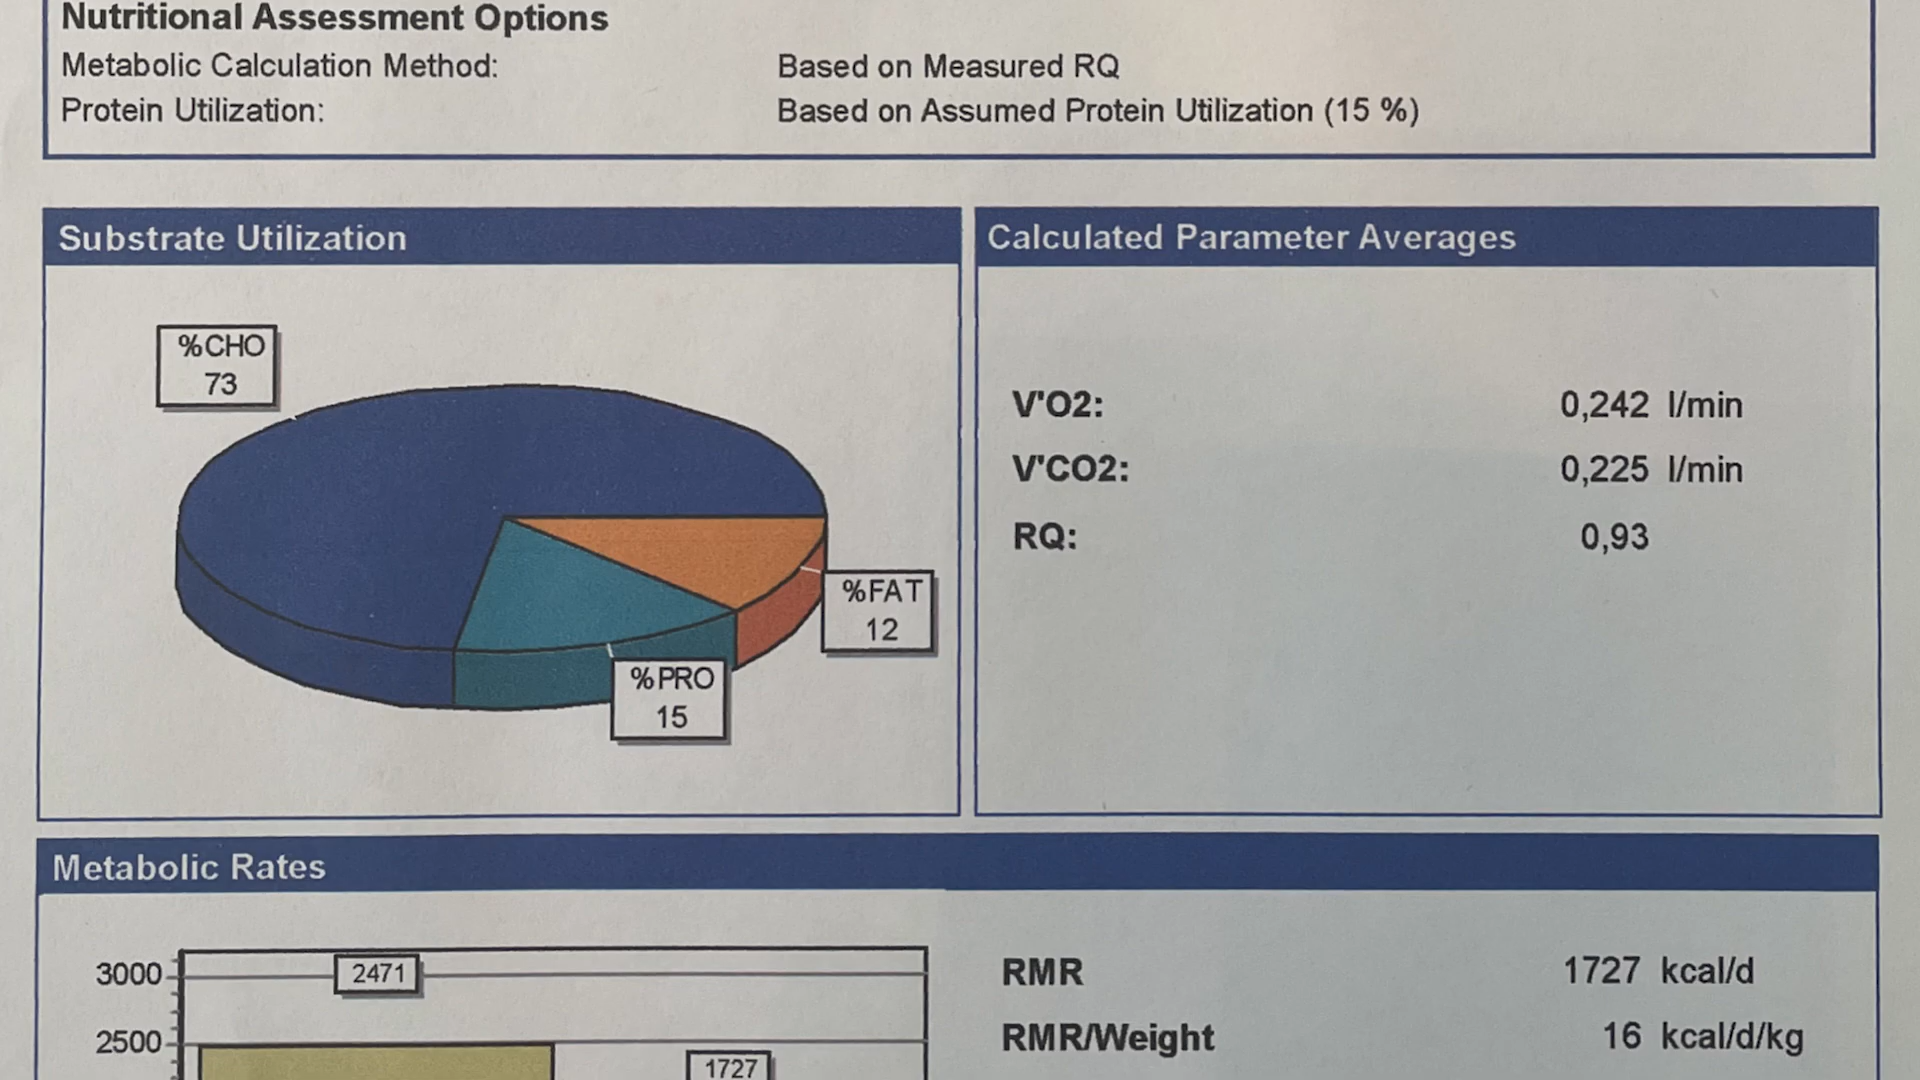 Nutritional Assessment Options
Metabolic Calculation Method: Based on Measured RQ
Protein Utilization: Based on Assumed Protein Utilization (15 %)
Substrate Utilization
%CHO
73
%FAT
12
%PRO
15
Calculated Parameter Averages
V'O2: 0,242 l/min
V'CO2: 0,225 l/min
RQ: 0,93
Metabolic Rates
3000
2471
2500
1727
RMR 1727 kcal/d
RMR/Weight 16 kcal/d/kg